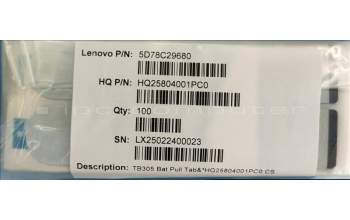 Lenovo P/N: 5D78C29680
HQ P/N: HQ25804001PC0
Qty: 100
SN: LX25022400023
Description: TB305 Bat Pull Tab&*HQ25804001PC0 CS